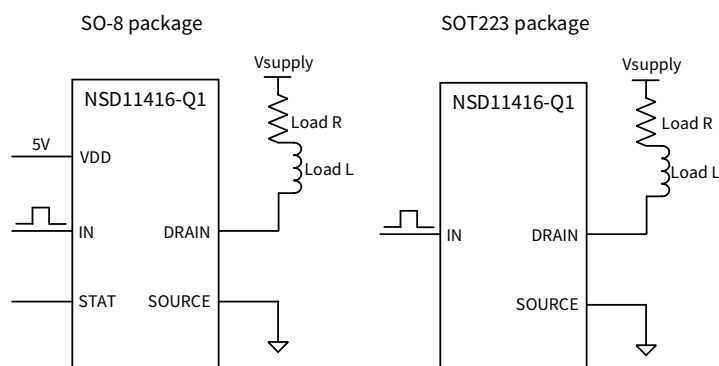 SO-8 package
SOT223 package
Vsupply
NSD11416-Q1
Load R
5V
VDD
Load L
IN
DRAIN
STAT
SOURCE
Vsupply
NSD11416-Q1
Load R
Load L
IN
DRAIN
SOURCE